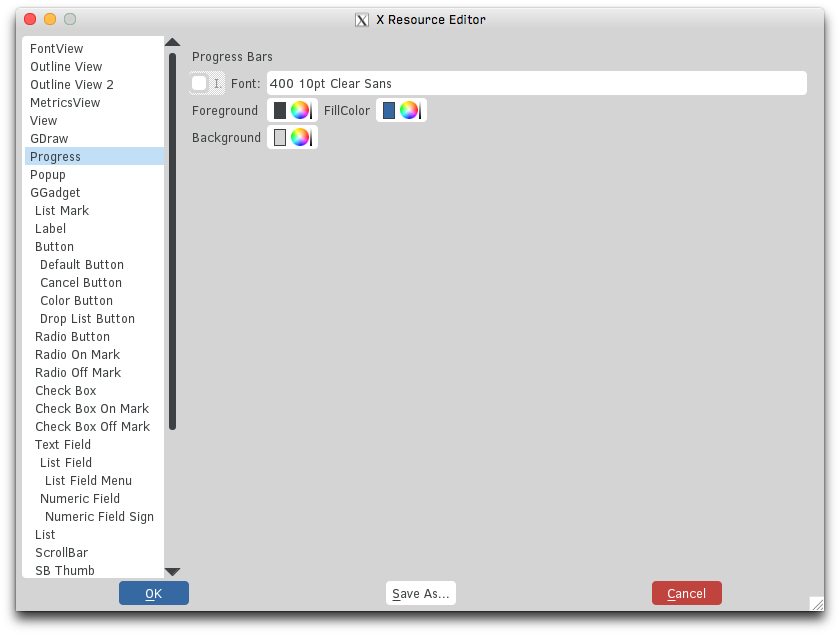 X Resource Editor
FontView
Outline View
Outline View 2
MetricsView
View
GDraw
Progress
Popup
GGadget
List Mark
Label
Button
Default Button
Cancel Button
Color Button
Drop List Button
Radio Button
Radio On Mark
Radio Off Mark
Check Box
Check Box On Mark
Check Box Off Mark
Text Field
List Field
List Field Menu
Numeric Field
Numeric Field Sign
List
ScrollBar
SB Thumb
Progress Bars
I. Font: 400 10pt Clear Sans
Foreground FillColor
Background
OK Save As... Cancel